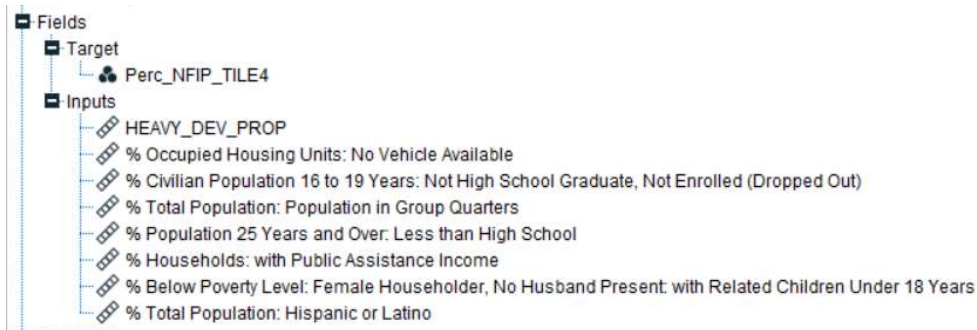 Fields
Target
Perc_NFIP_TILE4
Inputs
HEAVY_DEV_PROP
% Occupied Housing Units: No Vehicle Available
% Civilian Population 16 to 19 Years: Not High School Graduate, Not Enrolled (Dropped Out)
% Total Population: Population in Group Quarters
% Population 25 Years and Over: Less than High School
% Households: with Public Assistance Income
% Below Poverty Level: Female Householder, No Husband Present: with Related Children Under 18 Years
% Total Population: Hispanic or Latino